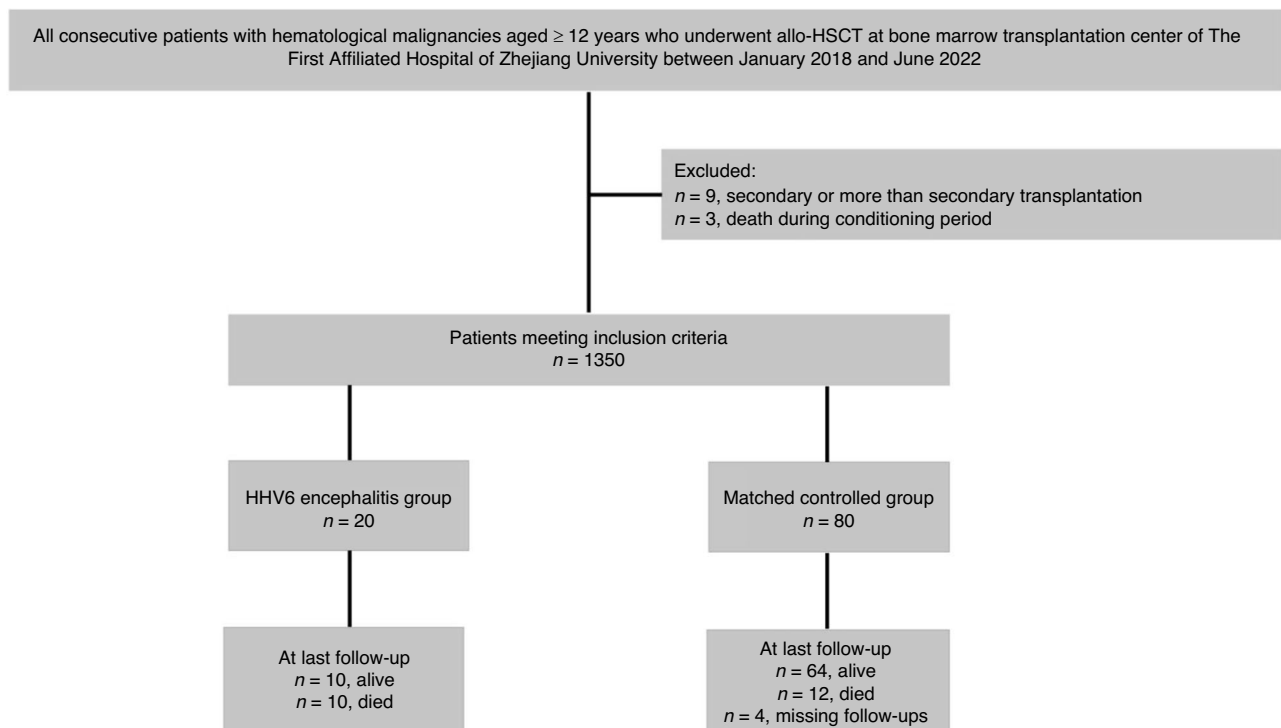 All consecutive patients with hematological malignancies aged ≥ 12 years who underwent allo-HSCT at bone marrow transplantation center of The
First Affiliated Hospital of Zhejiang University between January 2018 and June 2022
Excluded:
n = 9, secondary or more than secondary transplantation
n = 3, death during conditioning period
Patients meeting inclusion criteria
n = 1350
HHV6 encephalitis group
n = 20
Matched controlled group
n = 80
At last follow-up
n = 10, alive
n = 10, died
At last follow-up
n = 64, alive
n = 12, died
n = 4, missing follow-ups